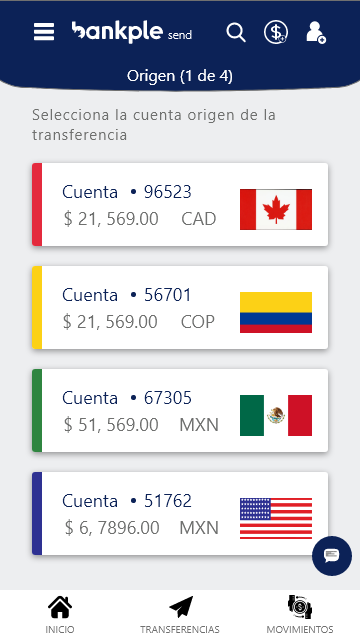 bankple send
Origen (1 de 4)
Selecciona la cuenta origen de la
transferencia
Cuenta • 96523
$ 21, 569.00 CAD
Cuenta • 56701
$ 21, 569.00 COP
Cuenta • 67305
$ 51, 569.00 MXN
Cuenta • 51762
$ 6, 7896.00 MXN
INICIO TRANSFERENCIAS MOVIMIENTOS